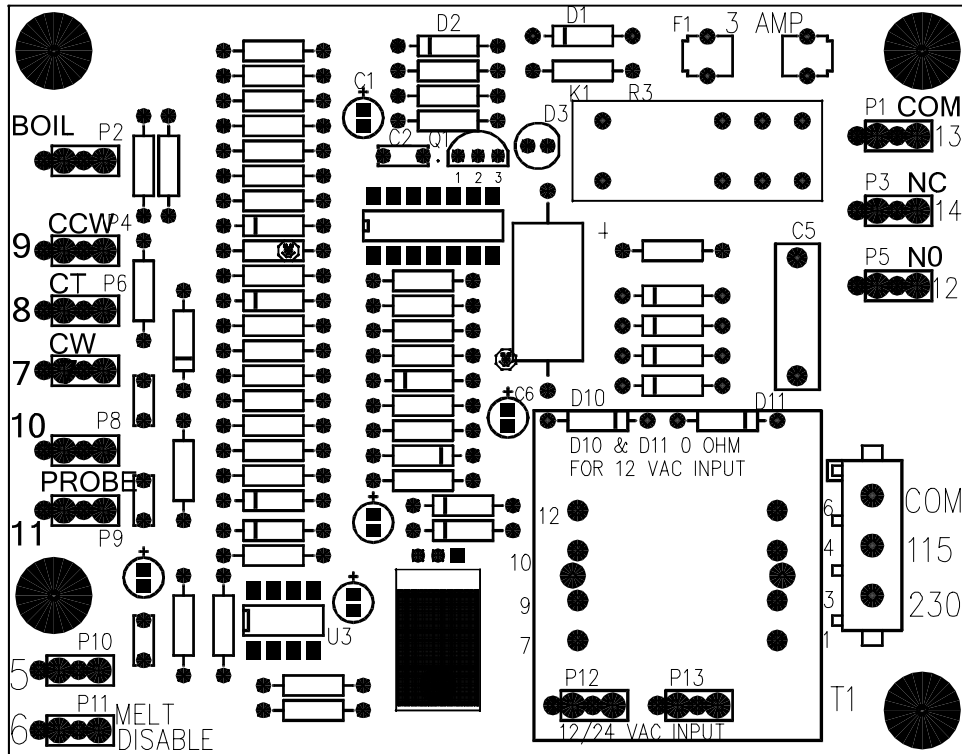 D2
D1
F1
3 AMP
C1
K1
R3
D3
P1
COM
13
BOIL
P2
C2
Q1
1 2 3
P3
NC
14
CCW
P4
9
+
C5
P5
N0
12
CT
P6
8
CW
7
C6
10
P8
D10
D11
D10 & D11 0 OHM
FOR 12 VAC INPUT
PROBE
P9
11
12
6
COM
10
4
115
9
3
230
7
1
U3
P10
5
P11
6
MELT
DISABLE
P12
P13
12/24 VAC INPUT
T1